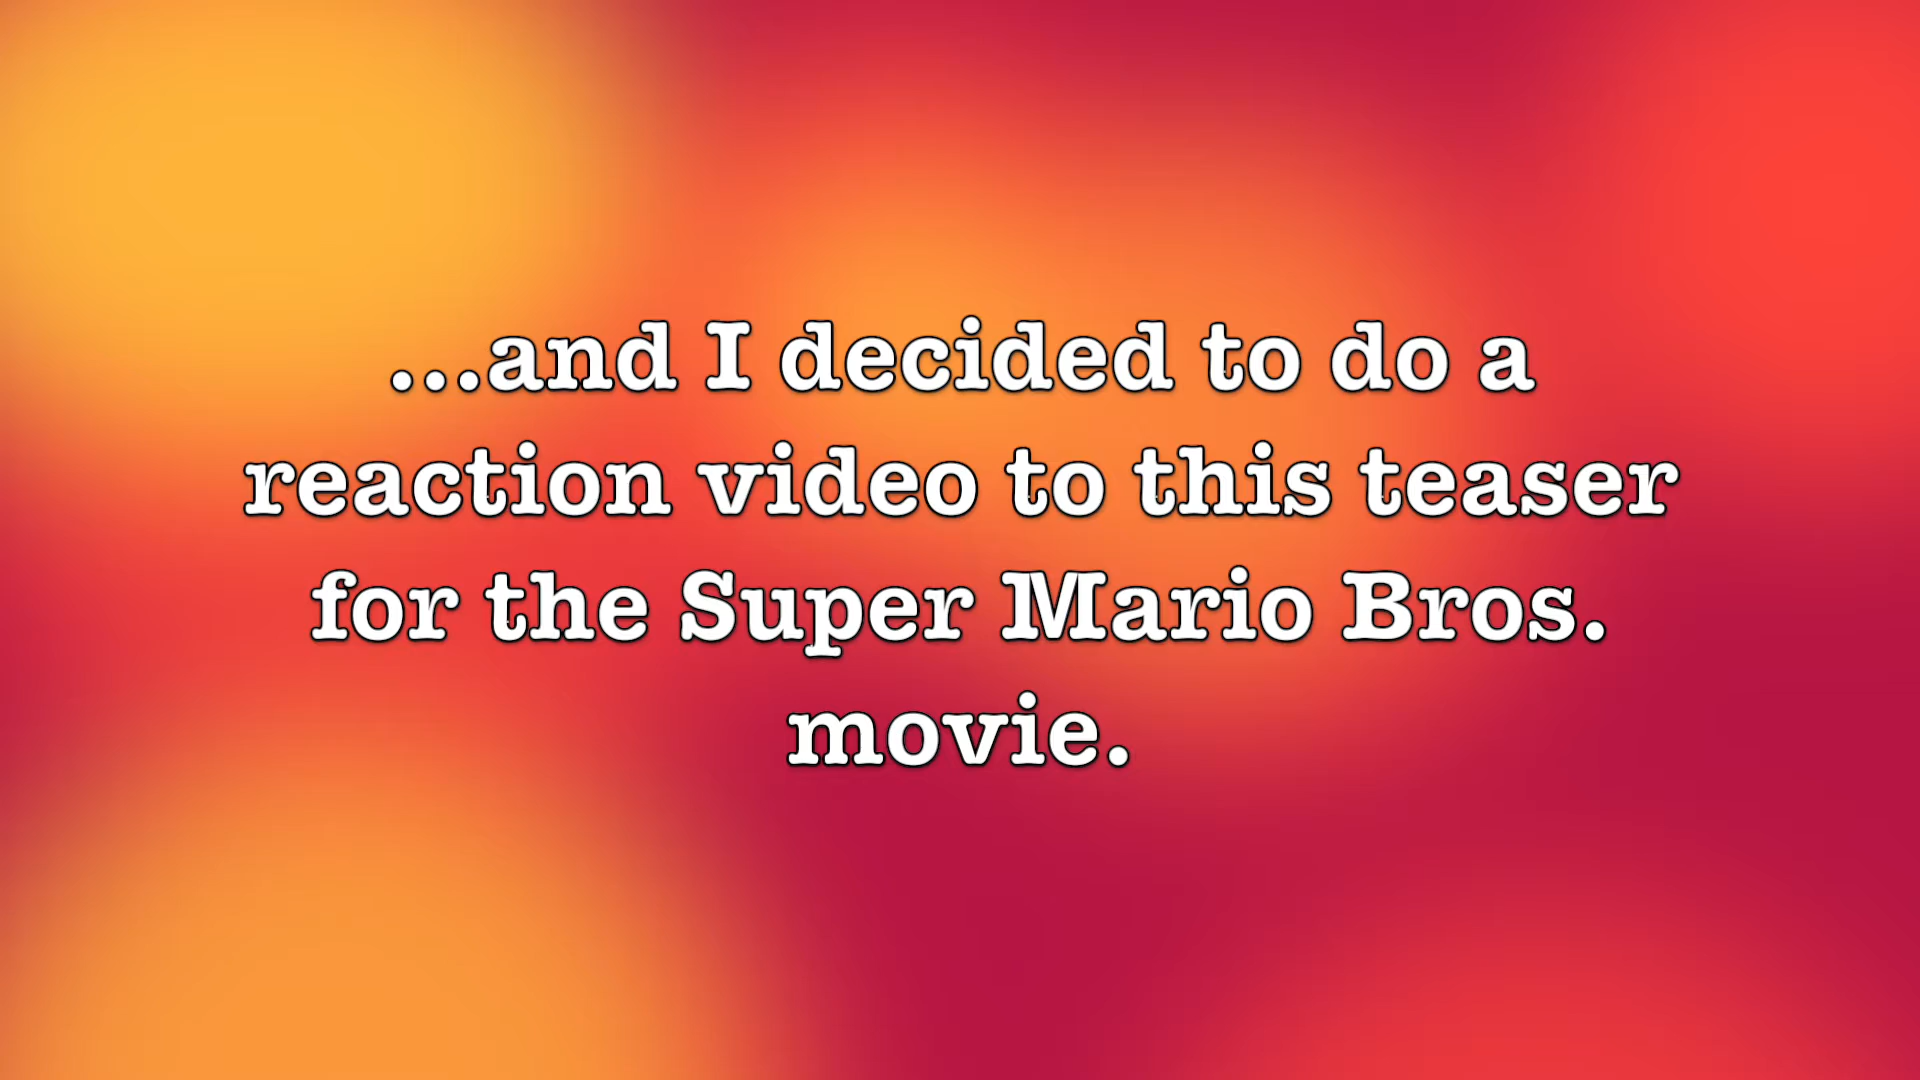 ...and I decided to do a
reaction video to this teaser
for the Super Mario Bros.
movie.